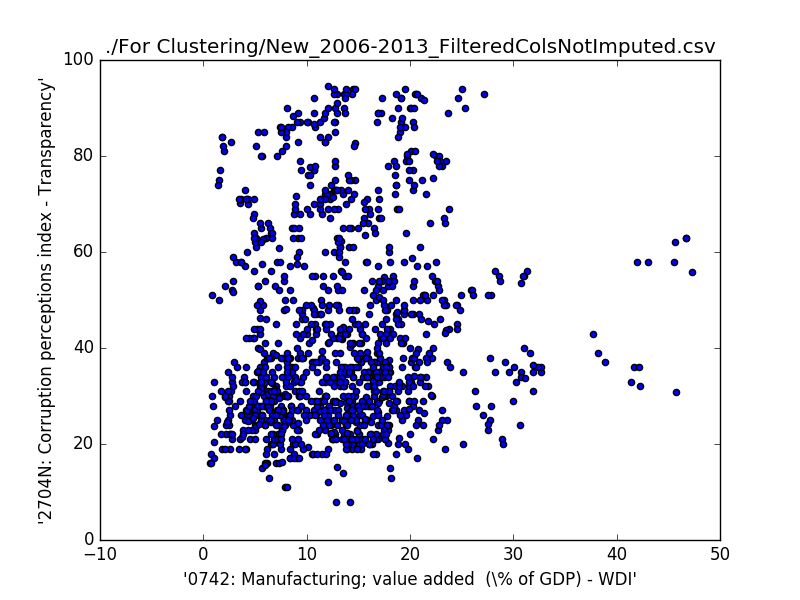 ./For Clustering/New_2006-2013_FilteredColsNotImputed.csv
100
80
60
40
20
0
'2704N: Corruption perceptions index - Transparency'
−10 0 10 20 30 40 50
'0742: Manufacturing; value added  (\% of GDP) - WDI'